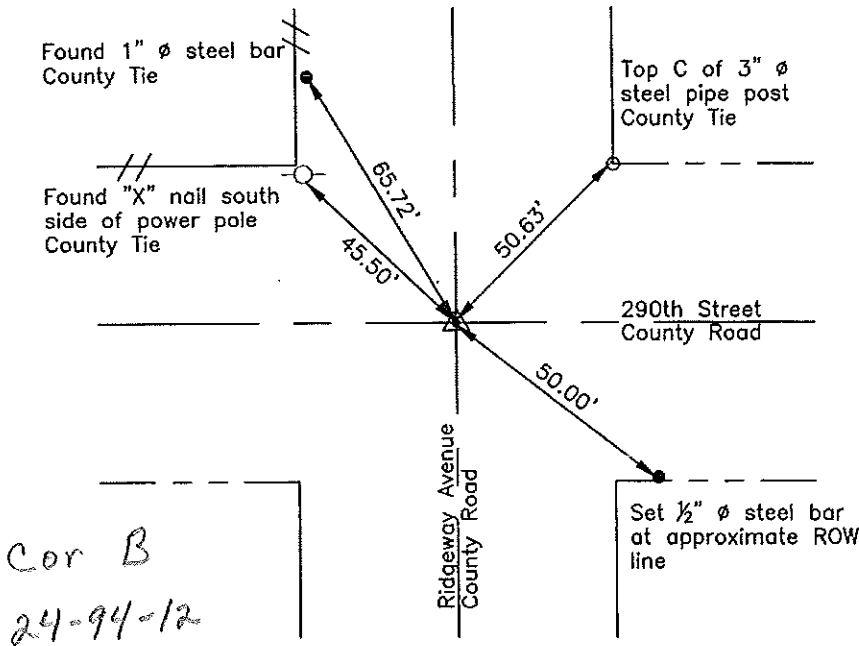 Found 1" ø steel bar
County Tie
Top C of 3" ø
steel pipe post
County Tie
65.72'
Found "X" nail south
side of power pole
County Tie
45.50'
50.63'
290th Street
County Road
50.00'
Ridgeway Avenue
County Road
Set ½" ø steel bar
at approximate ROW
line
Cor B
24-94-12